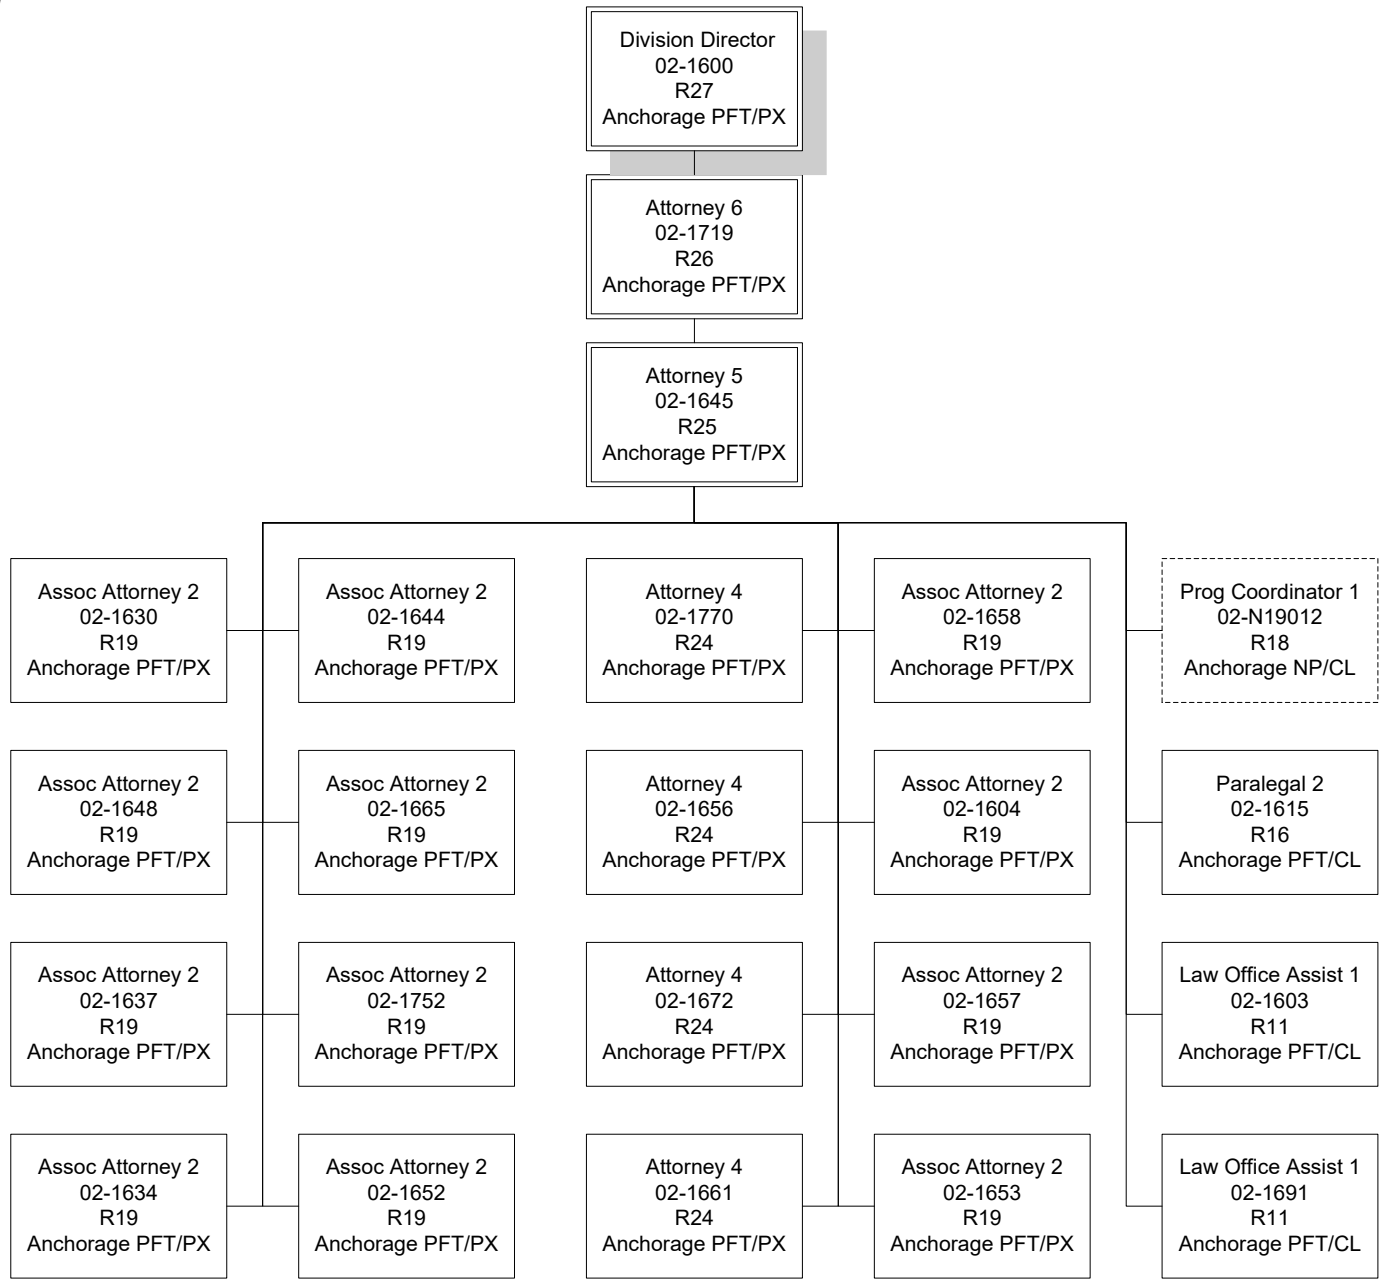 Division Director
02-1600
R27
Anchorage PFT/PX
Attorney 6
02-1719
R26
Anchorage PFT/PX
Attorney 5
02-1645
R25
Anchorage PFT/PX
Assoc Attorney 2
02-1630
R19
Anchorage PFT/PX
Assoc Attorney 2
02-1644
R19
Anchorage PFT/PX
Attorney 4
02-1770
R24
Anchorage PFT/PX
Assoc Attorney 2
02-1658
R19
Anchorage PFT/PX
Prog Coordinator 1
02-N19012
R18
Anchorage NP/CL
Assoc Attorney 2
02-1648
R19
Anchorage PFT/PX
Assoc Attorney 2
02-1665
R19
Anchorage PFT/PX
Attorney 4
02-1656
R24
Anchorage PFT/PX
Assoc Attorney 2
02-1604
R19
Anchorage PFT/PX
Paralegal 2
02-1615
R16
Anchorage PFT/CL
Assoc Attorney 2
02-1637
R19
Anchorage PFT/PX
Assoc Attorney 2
02-1752
R19
Anchorage PFT/PX
Attorney 4
02-1672
R24
Anchorage PFT/PX
Assoc Attorney 2
02-1657
R19
Anchorage PFT/PX
Law Office Assist 1
02-1603
R11
Anchorage PFT/CL
Assoc Attorney 2
02-1634
R19
Anchorage PFT/PX
Assoc Attorney 2
02-1652
R19
Anchorage PFT/PX
Attorney 4
02-1661
R24
Anchorage PFT/PX
Assoc Attorney 2
02-1653
R19
Anchorage PFT/PX
Law Office Assist 1
02-1691
R11
Anchorage PFT/CL